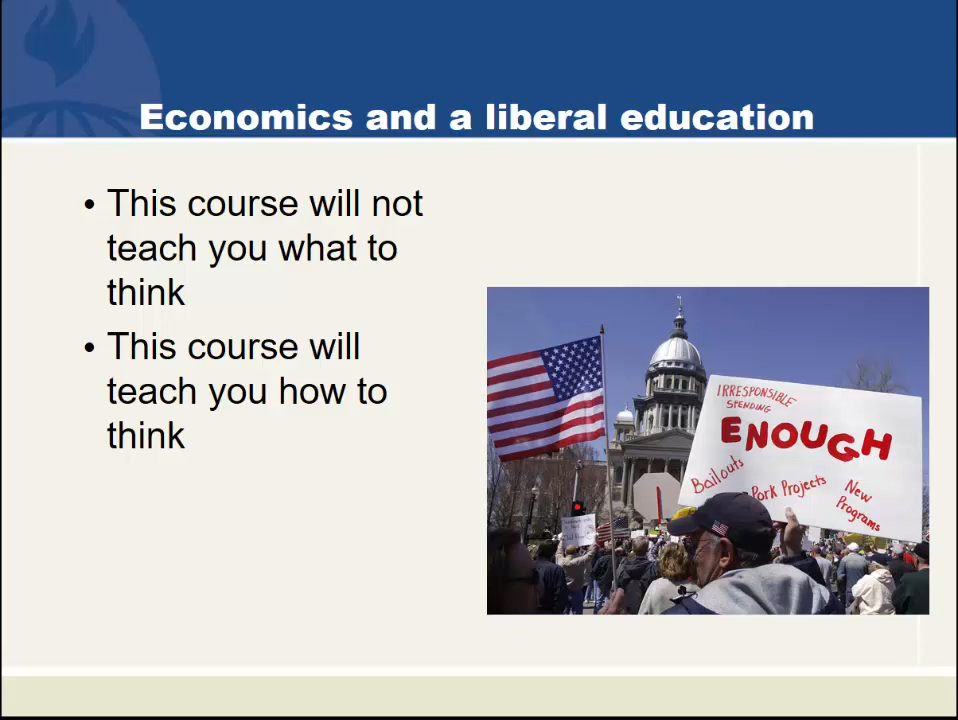 Economics and a liberal education
• This course will not
teach you what to
think
• This course will
teach you how to
think
IRRESPONSIBLE
SPENDING
ENOUGH
Bailouts
Pork Projects
New
Programs